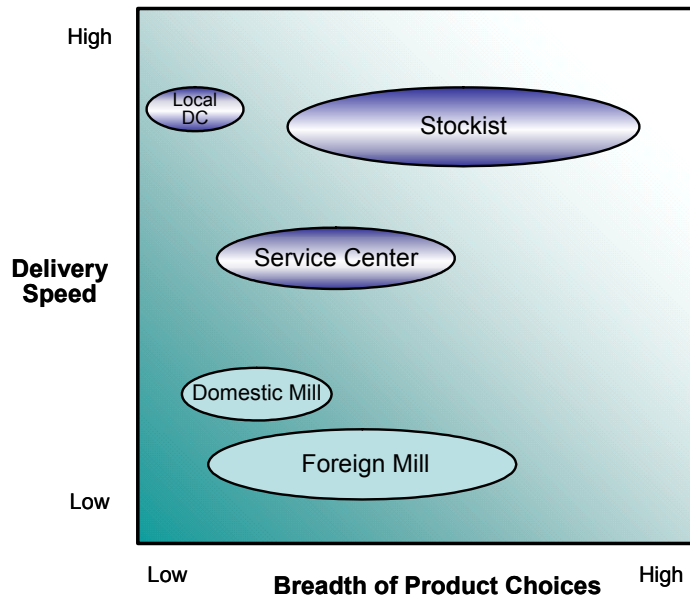 High
Local
DC
Stockist
Service Center
Delivery
Speed
Domestic Mill
Foreign Mill
Low
Low
Breadth of Product Choices
High